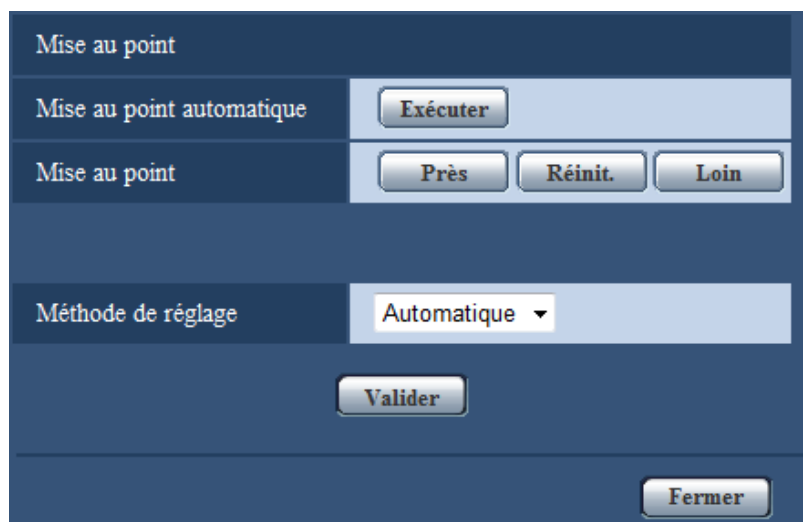 Mise au point
Mise au point automatique Exécuter
Mise au point Près Réinit. Loin
Méthode de réglage Automatique
Valider
Fermer